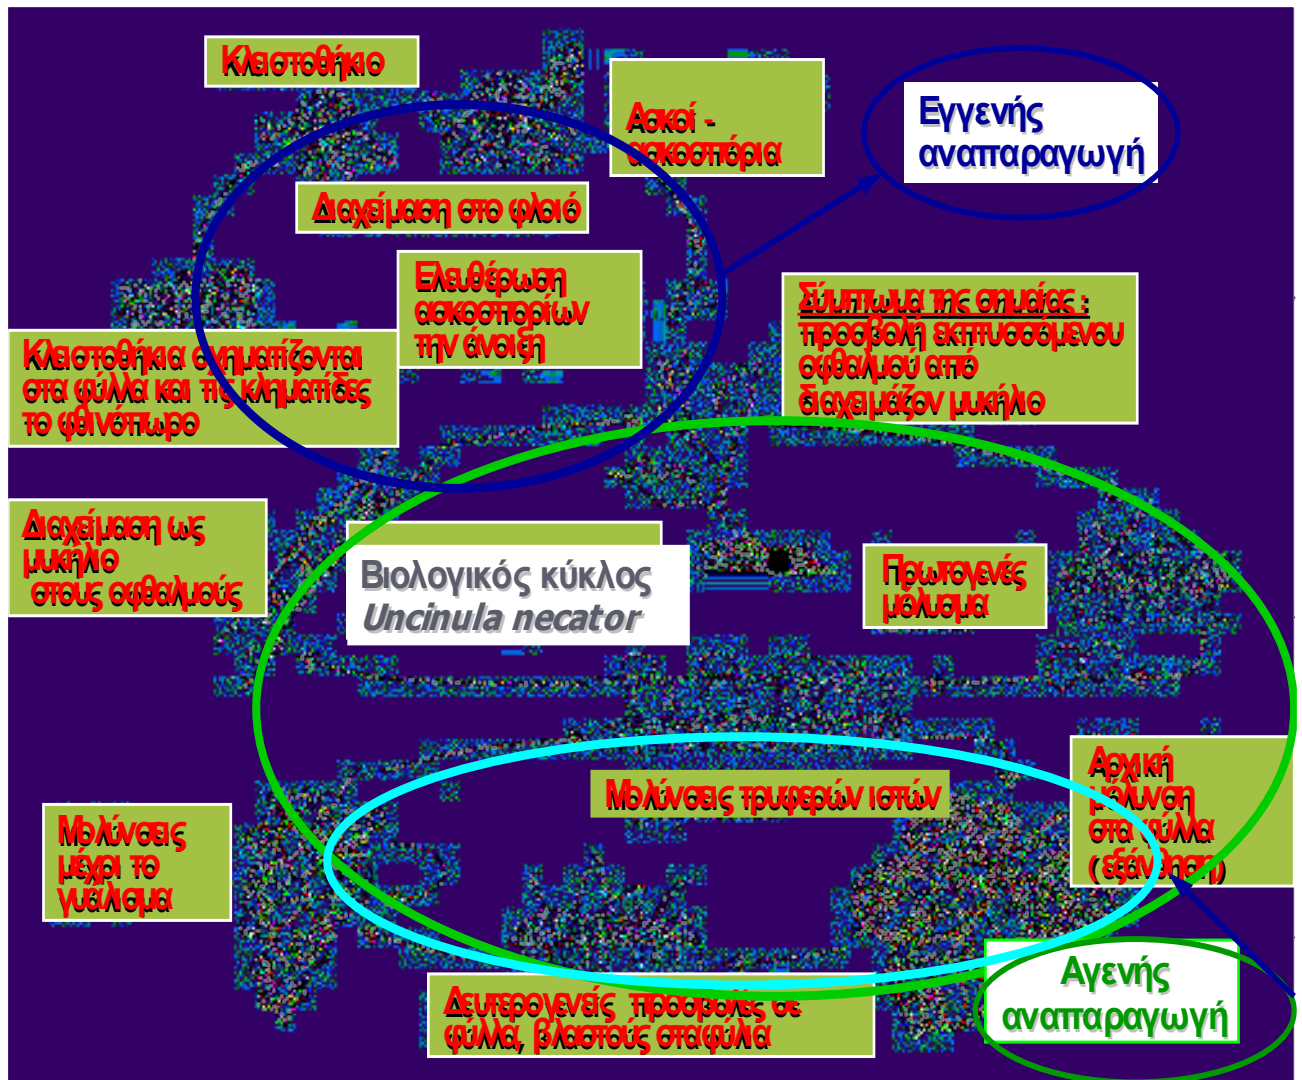 Κλειστοθήκιο
Ασκοί -
ασκοσπόρια
Εγγενής
αναπαραγωγή
Διαχείμαση στο φλοιό
Ελευθέρωση
ασκοσπορίων
την άνοιξη
Σύμπτωμα της σημαίας :
προσβολή εκπτυσσόμενου
οφθαλμού από
διαχειμάζον μυκήλιο
Κλειστοθήκια σχηματίζονται
στα φύλλα και τις κληματίδες
το φθινόπωρο
Διαχείμαση ως
μυκήλιο
στους οφθαλμούς
Βιολογικός κύκλος
Uncinula necator
Πρωτογενές
μόλυσμα
Μολύνσεις τρυφερών ιστών
Αρχική
μόλυνση
στα φύλλα
( εξάνθηση)
Μολύνσεις
μέχρι το
γυάλισμα
Δευτερογενείς προσβολές σε
φύλλα, βλαστούς σταφύλια
Αγενής
αναπαραγωγή